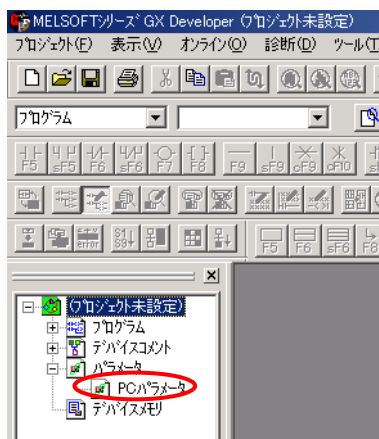 MELSOFTｼﾘｰｽﾞ GX Developer (ﾌﾟﾛｼﾞｪｸﾄ未設定)
ﾌﾟﾛｼﾞｪｸﾄ(F) 表示(V) ｵﾝﾗｲﾝ(O) 診断(D) ﾂｰﾙ(T
ﾌﾟﾛｸﾞﾗﾑ
F5 sF5 F6 sF6 F7 F8 F9 sF9 cF9 cF10
error
F5 F6 sF6 F8
(ﾌﾟﾛｼﾞｪｸﾄ未設定)
ﾌﾟﾛｸﾞﾗﾑ
ﾃﾞﾊﾞｲｽｺﾒﾝﾄ
ﾊﾟﾗﾒｰﾀ
PCﾊﾟﾗﾒｰﾀ
ﾃﾞﾊﾞｲｽﾒﾓﾘ